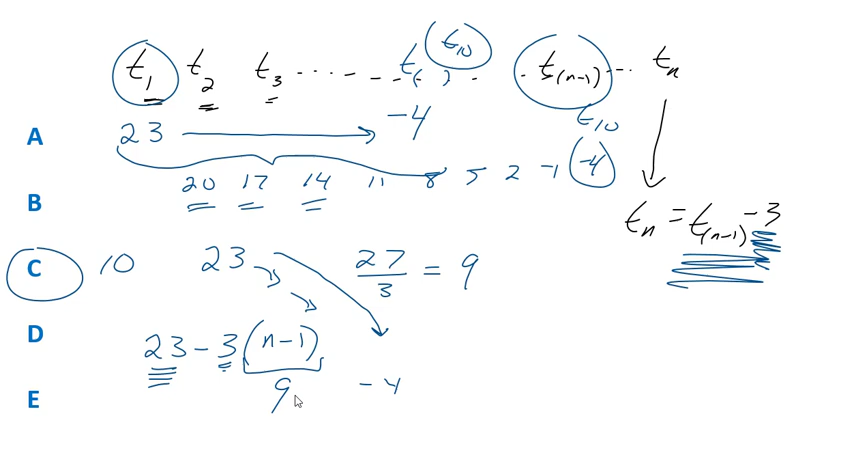 t₁₀
t₁ t₂ t₃ ........ t( ) .. t₍ₙ₋₁₎ ... tₙ
A 23 -4 t₁₀
20 17 14 11 8 5 2 -1 -4
B tₙ = t₍ₙ₋₁₎ - 3
C 10 23 27/3 = 9
D 23 - 3(n-1)
9 -4
E